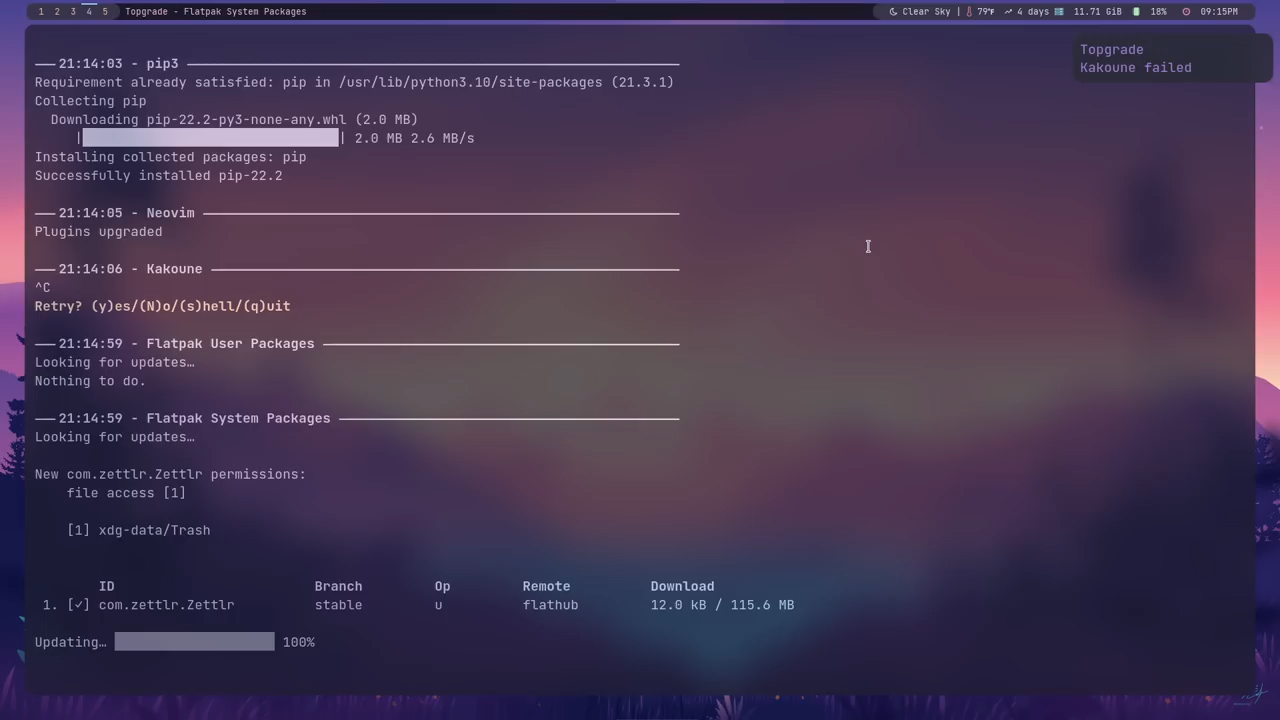 1 2 3 4 5 Topgrade - Flatpak System Packages Clear Sky | 79°F 4 days 11.71 GiB 18% 09:15PM
Topgrade
Kakoune failed
── 21:14:03 - pip3 ──
Requirement already satisfied: pip in /usr/lib/python3.10/site-packages (21.3.1)
Collecting pip
Downloading pip-22.2-py3-none-any.whl (2.0 MB)
| | 2.0 MB 2.6 MB/s
Installing collected packages: pip
Successfully installed pip-22.2
── 21:14:05 - Neovim ──
Plugins upgraded
── 21:14:06 - Kakoune ──
^C
Retry? (y)es/(N)o/(s)hell/(q)uit
── 21:14:59 - Flatpak User Packages ──
Looking for updates…
Nothing to do.
── 21:14:59 - Flatpak System Packages ──
Looking for updates…
New com.zettlr.Zettlr permissions:
file access [1]
[1] xdg-data/Trash
ID Branch Op Remote Download
1. [✓] com.zettlr.Zettlr stable u flathub 12.0 kB / 115.6 MB
Updating… 100%